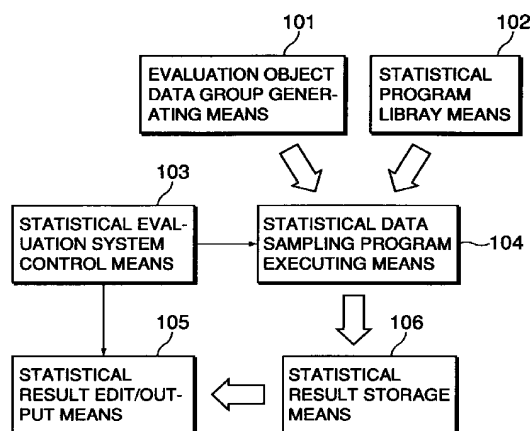 101
EVALUATION OBJECT
DATA GROUP GENER-
ATING MEANS
102
STATISTICAL
PROGRAM
LIBRAY MEANS
103
STATISTICAL EVAL-
UATION SYSTEM
CONTROL MEANS
STATISTICAL DATA
SAMPLING PROGRAM
EXECUTING MEANS
104
105
STATISTICAL
RESULT EDIT/OUT-
PUT MEANS
106
STATISTICAL
RESULT STORAGE
MEANS